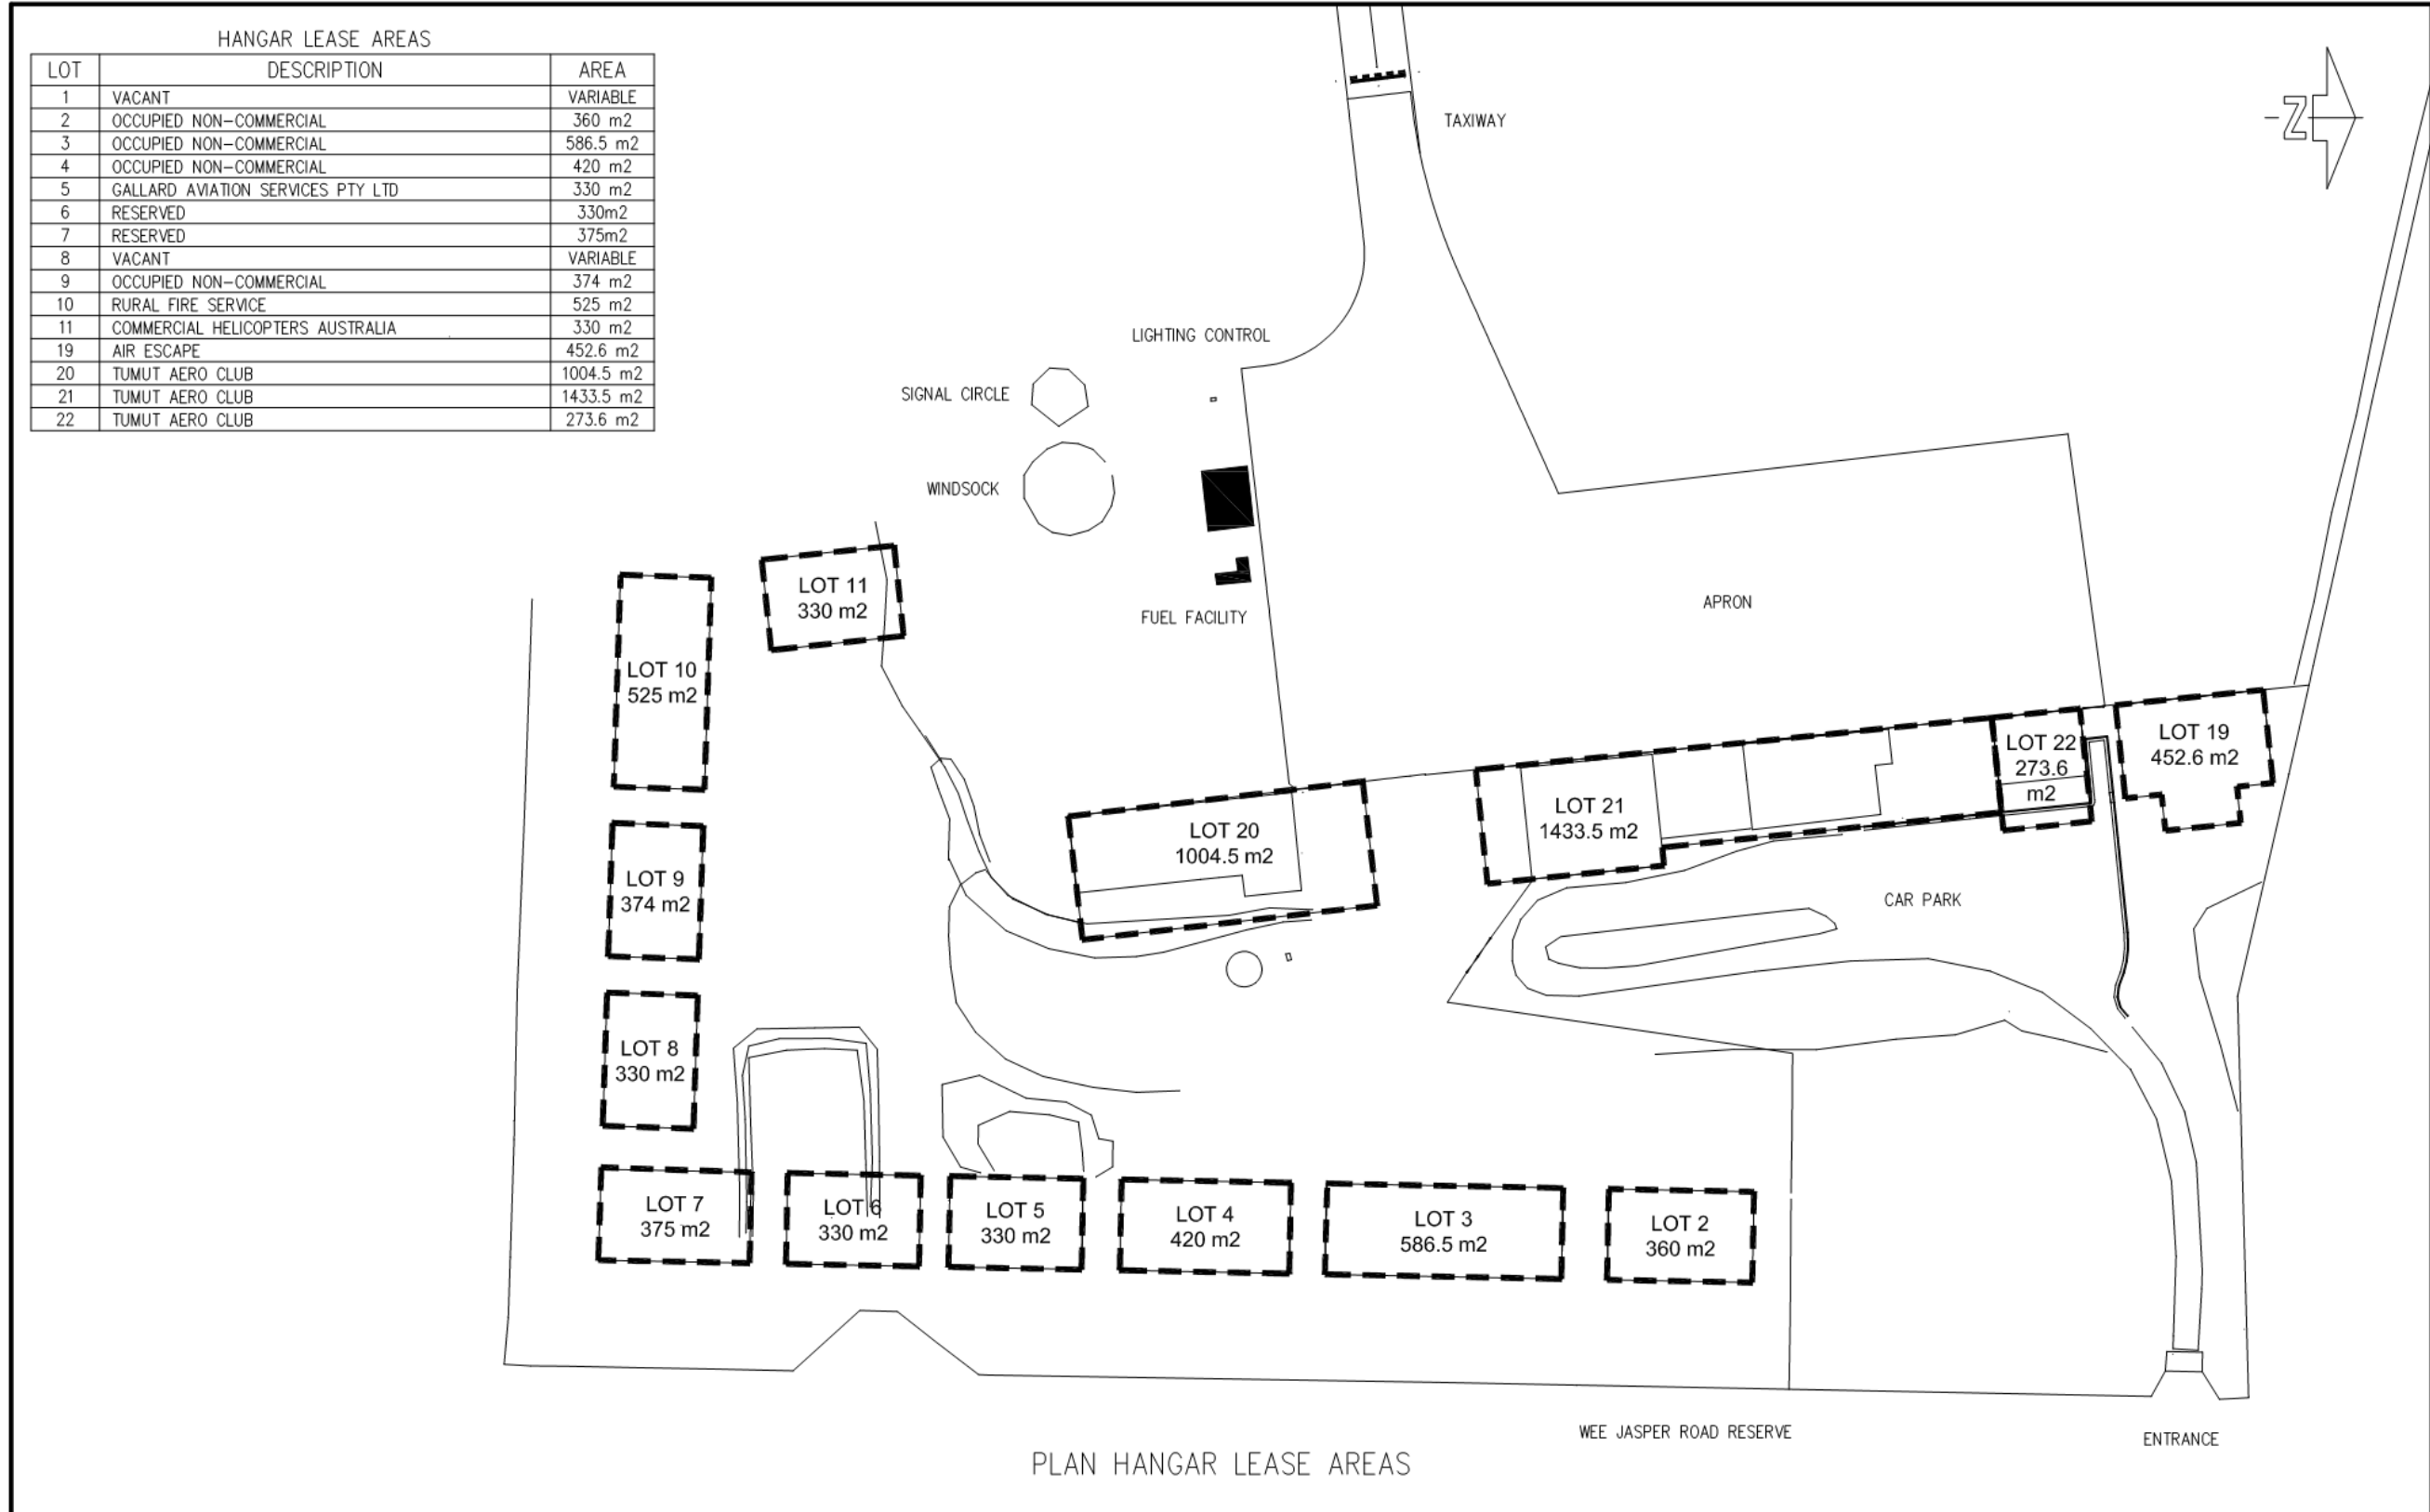 HANGAR LEASE AREAS
LOT DESCRIPTION AREA
1 VACANT VARIABLE
2 OCCUPIED NON-COMMERCIAL 360 m2
3 OCCUPIED NON-COMMERCIAL 586.5 m2
4 OCCUPIED NON-COMMERCIAL 420 m2
5 GALLARD AVIATION SERVICES PTY LTD 330 m2
6 RESERVED 330m2
7 RESERVED 375m2
8 VACANT VARIABLE
9 OCCUPIED NON-COMMERCIAL 374 m2
10 RURAL FIRE SERVICE 525 m2
11 COMMERCIAL HELICOPTERS AUSTRALIA 330 m2
19 AIR ESCAPE 452.6 m2
20 TUMUT AERO CLUB 1004.5 m2
21 TUMUT AERO CLUB 1433.5 m2
22 TUMUT AERO CLUB 273.6 m2
TAXIWAY
N
LIGHTING CONTROL
SIGNAL CIRCLE
WINDSOCK
FUEL FACILITY
APRON
LOT 11
330 m2
LOT 10
525 m2
LOT 19
452.6 m2
LOT 22
273.6
m2
LOT 21
1433.5 m2
LOT 20
1004.5 m2
CAR PARK
LOT 9
374 m2
LOT 8
330 m2
LOT 7
375 m2
LOT 6
330 m2
LOT 5
330 m2
LOT 4
420 m2
LOT 3
586.5 m2
LOT 2
360 m2
WEE JASPER ROAD RESERVE
ENTRANCE
PLAN HANGAR LEASE AREAS